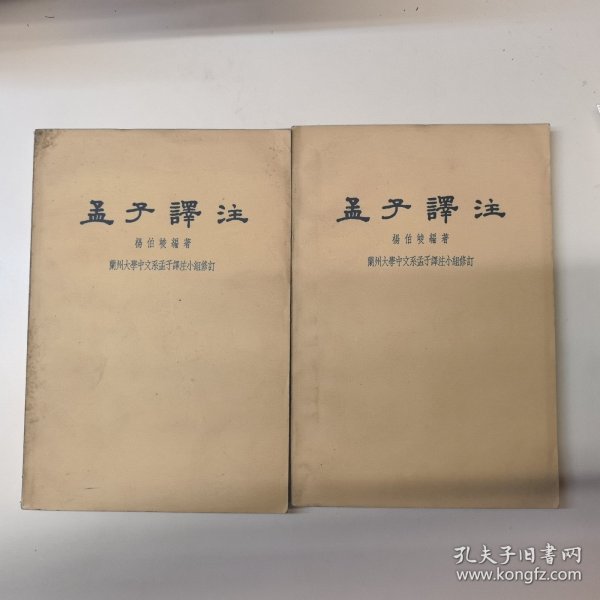 孟子譯注
楊伯峻編著
蘭州大學中文系孟子譯注小組修訂
孟子譯注
楊伯峻編著
蘭州大學中文系孟子譯注小組修訂
孔夫子旧书网
www.kongfz.com